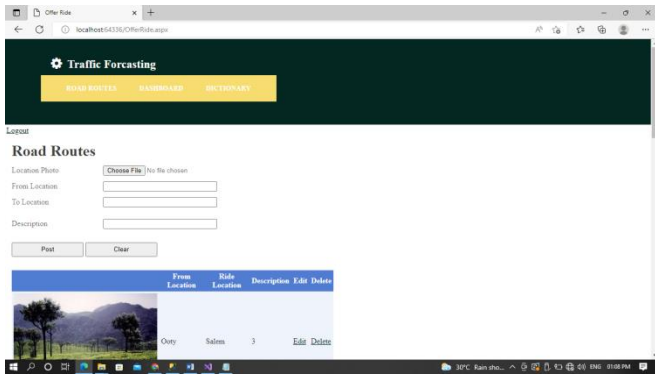 Offer Ride
localhost:64336/OfferRide.aspx
Traffic Forcasting
ROAD ROUTES DASHBOARD DICTIONARY
Logout
Road Routes
Location Photo Choose File No file chosen
From Location
To Location
Description
Post Clear
From Location Ride Location Description Edit Delete
Ooty Salem 3 Edit Delete
30°C Rain sho... ENG 01:08 PM